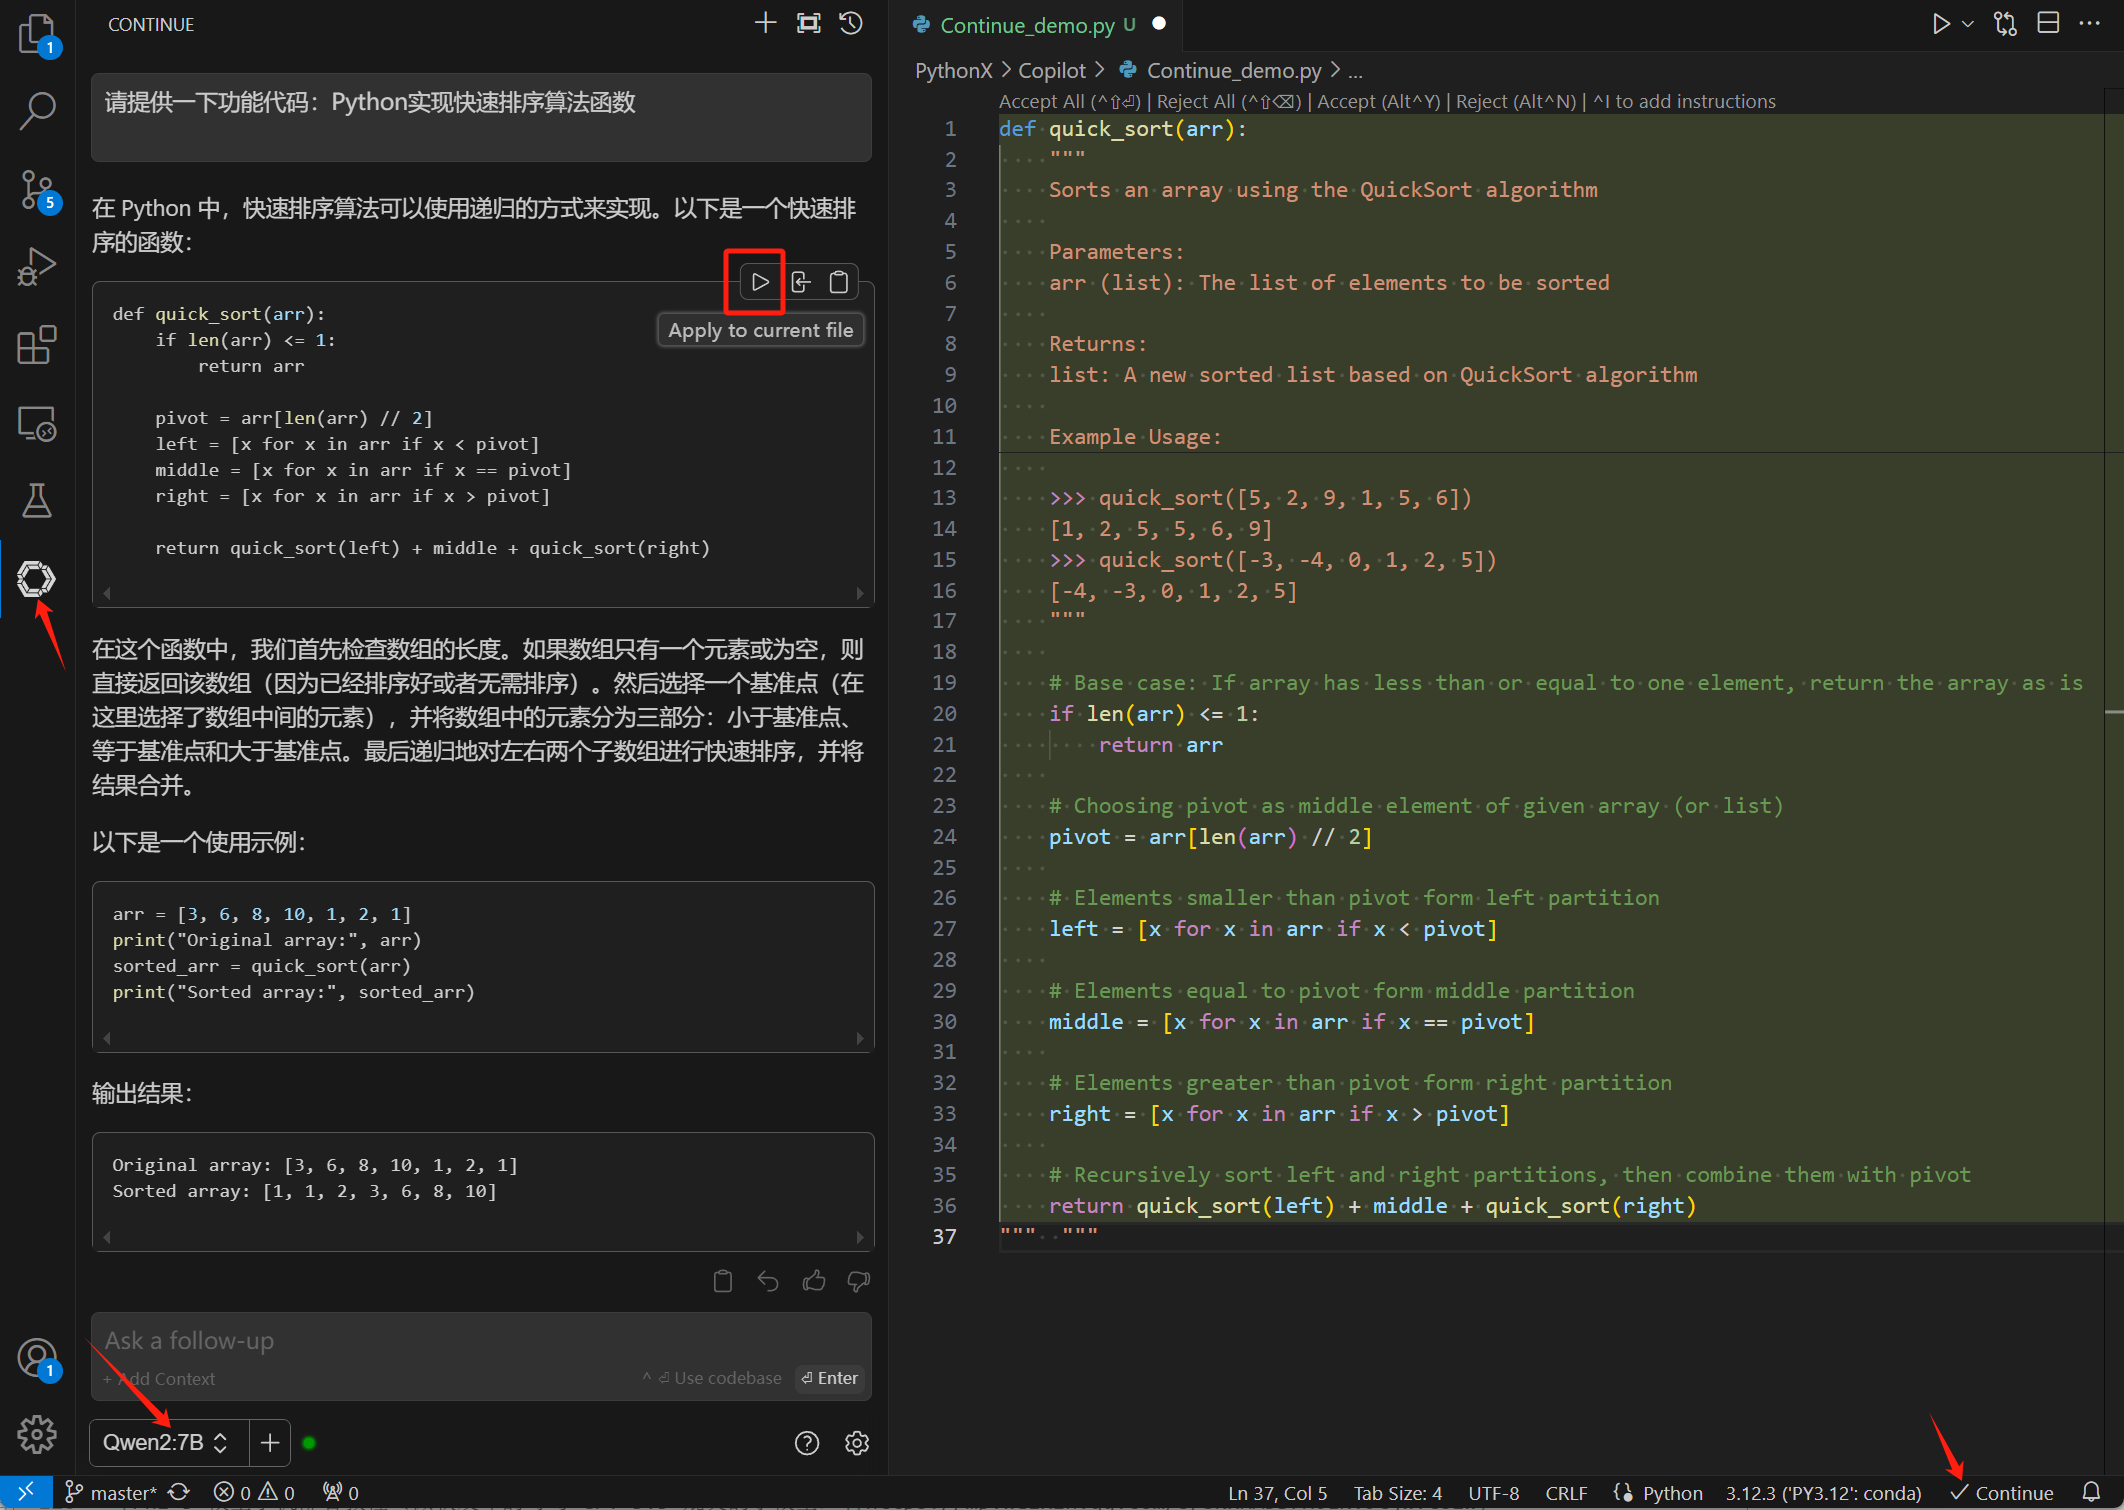 CONTINUE
请提供一下功能代码：Python实现快速排序算法函数
在 Python 中，快速排序算法可以使用递归的方式来实现。以下是一个快速排
序的函数：
Apply to current file
def quick_sort(arr):
    if len(arr) <= 1:
        return arr
    pivot = arr[len(arr) // 2]
    left = [x for x in arr if x < pivot]
    middle = [x for x in arr if x == pivot]
    right = [x for x in arr if x > pivot]
    return quick_sort(left) + middle + quick_sort(right)
在这个函数中，我们首先检查数组的长度。如果数组只有一个元素或为空，则
直接返回该数组（因为已经排序好或者无需排序）。然后选择一个基准点（在
这里选择了数组中间的元素），并将数组中的元素分为三部分：小于基准点、
等于基准点和大于基准点。最后递归地对左右两个子数组进行快速排序，并将
结果合并。
以下是一个使用示例：
arr = [3, 6, 8, 10, 1, 2, 1]
print("Original array:", arr)
sorted_arr = quick_sort(arr)
print("Sorted array:", sorted_arr)
输出结果：
Original array: [3, 6, 8, 10, 1, 2, 1]
Sorted array: [1, 1, 2, 3, 6, 8, 10]
Ask a follow-up
+ Add Context
^ ⏎ Use codebase
⏎ Enter
Qwen2:7B
1
5
1
Continue_demo.py U
PythonX > Copilot > Continue_demo.py > ...
Accept All (^⇧⏎) | Reject All (^⇧⌫) | Accept (Alt^Y) | Reject (Alt^N) | ^I to add instructions
1 def quick_sort(arr):
2     """
3     Sorts an array using the QuickSort algorithm
4
5     Parameters:
6     arr (list): The list of elements to be sorted
7
8     Returns:
9     list: A new sorted list based on QuickSort algorithm
10
11     Example Usage:
12
13     >>> quick_sort([5, 2, 9, 1, 5, 6])
14     [1, 2, 5, 5, 6, 9]
15     >>> quick_sort([-3, -4, 0, 1, 2, 5])
16     [-4, -3, 0, 1, 2, 5]
17     """
18
19     # Base case: If array has less than or equal to one element, return the array as is
20     if len(arr) <= 1:
21         return arr
22
23     # Choosing pivot as middle element of given array (or list)
24     pivot = arr[len(arr) // 2]
25
26     # Elements smaller than pivot form left partition
27     left = [x for x in arr if x < pivot]
28
29     # Elements equal to pivot form middle partition
30     middle = [x for x in arr if x == pivot]
31
32     # Elements greater than pivot form right partition
33     right = [x for x in arr if x > pivot]
34
35     # Recursively sort left and right partitions, then combine them with pivot
36     return quick_sort(left) + middle + quick_sort(right)
37 """  """
master* 0 0 0
Ln 37, Col 5 Tab Size: 4 UTF-8 CRLF Python 3.12.3 ('PY3.12': conda) Continue